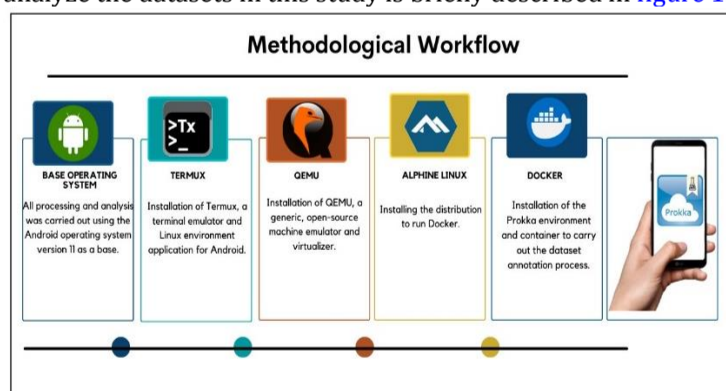 analyze the datasets in this study is briefly described in figure 1
Methodological Workflow
>Tx
>_
BASE OPERATING
SYSTEM
All processing and analysis
was carried out using the
Android operating system
version 11 as a base.
TERMUX
Installation of Termux, a
terminal emulator and
Linux environment
application for Android.
QEMU
Installation of QEMU, a
generic, open-source
machine emulator and
virtualizer.
ALPHINE LINUX
Installing the distribution
to run Docker.
DOCKER
Installation of the
Prokka environment
and container to carry
out the dataset
annotation process.
Prokka